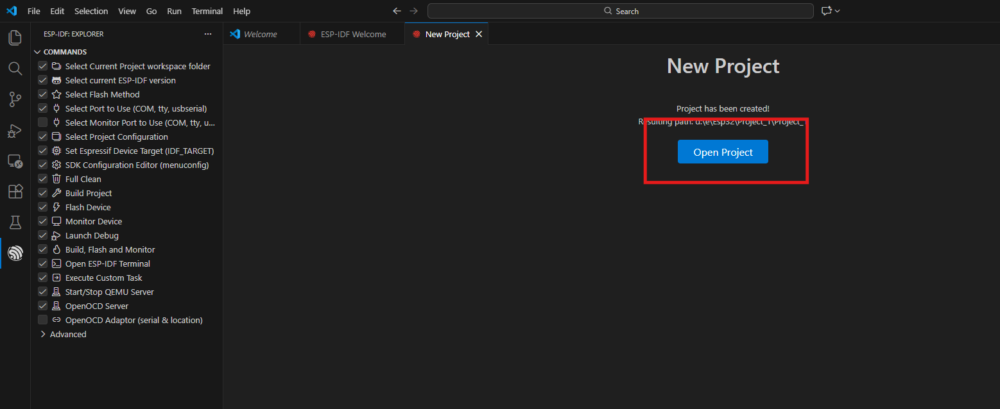 File Edit Selection View Go Run Terminal Help
Search
ESP-IDF: EXPLORER
Welcome
ESP-IDF Welcome
New Project
COMMANDS
Select Current Project workspace folder
Select current ESP-IDF version
Select Flash Method
Select Port to Use (COM, tty, usbserial)
Select Monitor Port to Use (COM, tty, u...
Select Project Configuration
Set Espressif Device Target (IDF_TARGET)
SDK Configuration Editor (menuconfig)
Full Clean
Build Project
Flash Device
Monitor Device
Launch Debug
Build, Flash and Monitor
Open ESP-IDF Terminal
Execute Custom Task
Start/Stop QEMU Server
OpenOCD Server
OpenOCD Adaptor (serial & location)
Advanced
New Project
Project has been created!
Resulting path: d:\e\Esp32\Project_1\Project_
Open Project